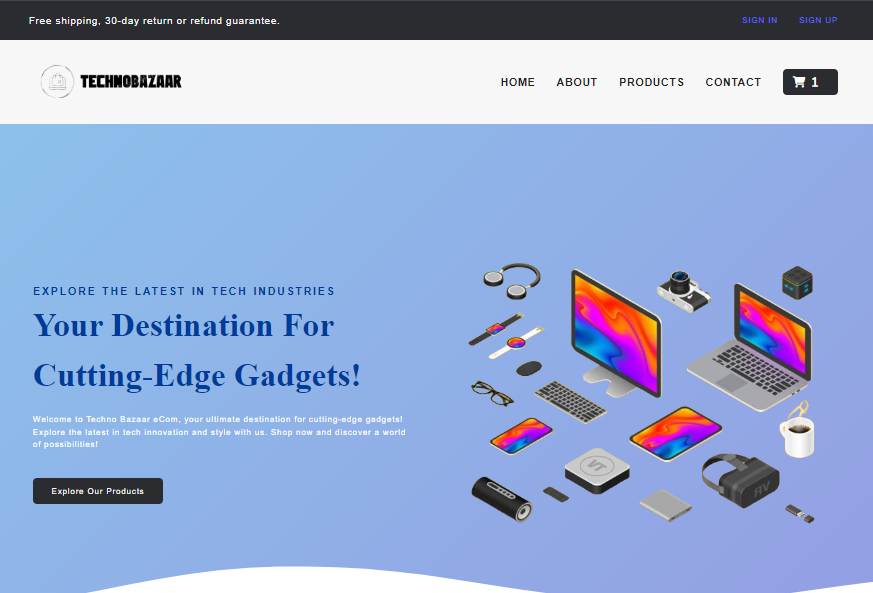 Free shipping, 30-day return or refund guarantee.
SIGN IN
SIGN UP
TECHNOBAZAAR
HOME
ABOUT
PRODUCTS
CONTACT
1
EXPLORE THE LATEST IN TECH INDUSTRIES
Your Destination For
Cutting-Edge Gadgets!
Welcome to Techno Bazaar eCom, your ultimate destination for cutting-edge gadgets!
Explore the latest in tech innovation and style with us. Shop now and discover a world
of possibilities!
Explore Our Products